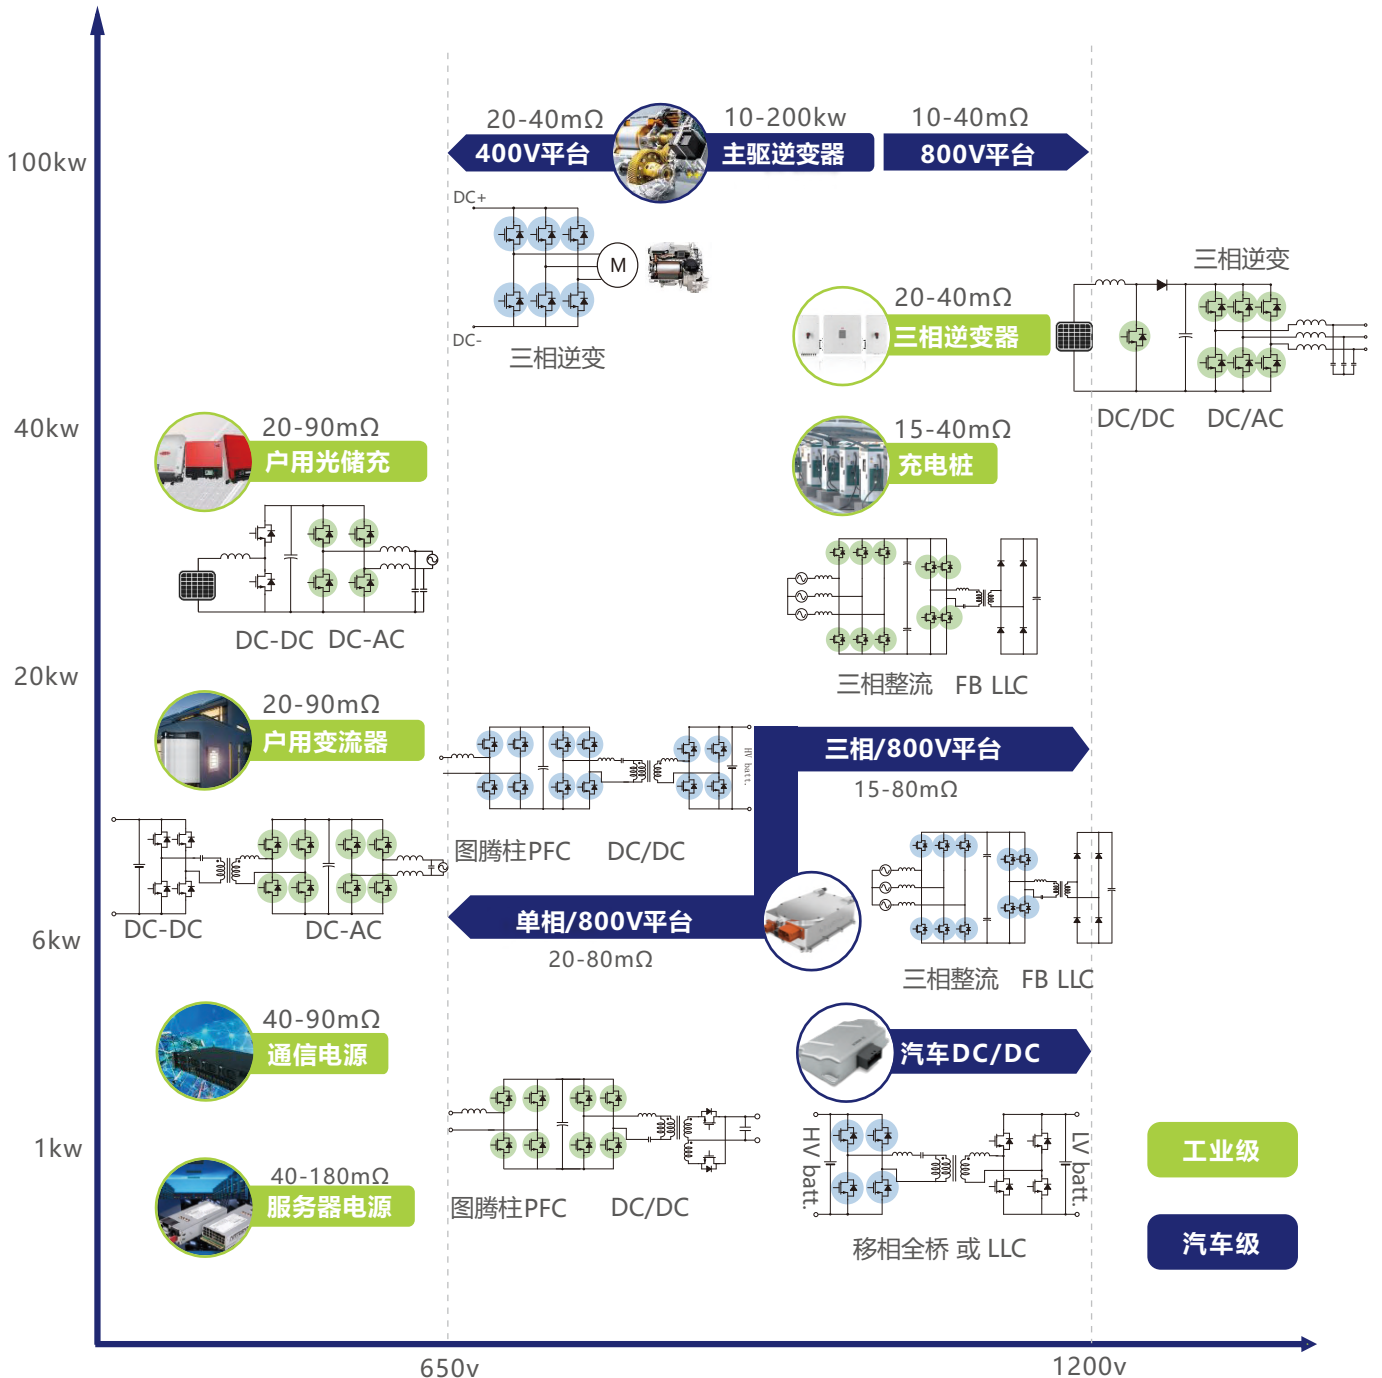 20-40mΩ
10-200kw
10-40mΩ
400V平台
主驱逆变器
800V平台
100kw
DC+
M
DC-
三相逆变
三相逆变
20-40mΩ
三相逆变器
DC/DC
DC/AC
40kw
20-90mΩ
户用光储充
15-40mΩ
充电桩
DC-DC
DC-AC
三相整流
FB LLC
20kw
20-90mΩ
户用变流器
HV batt.
三相/800V平台
15-80mΩ
图腾柱PFC
DC/DC
DC-DC
DC-AC
单相/800V平台
20-80mΩ
6kw
三相整流
FB LLC
40-90mΩ
通信电源
汽车DC/DC
HV batt.
LV batt.
1kw
40-180mΩ
服务器电源
图腾柱PFC
DC/DC
移相全桥 或 LLC
工业级
汽车级
650v
1200v